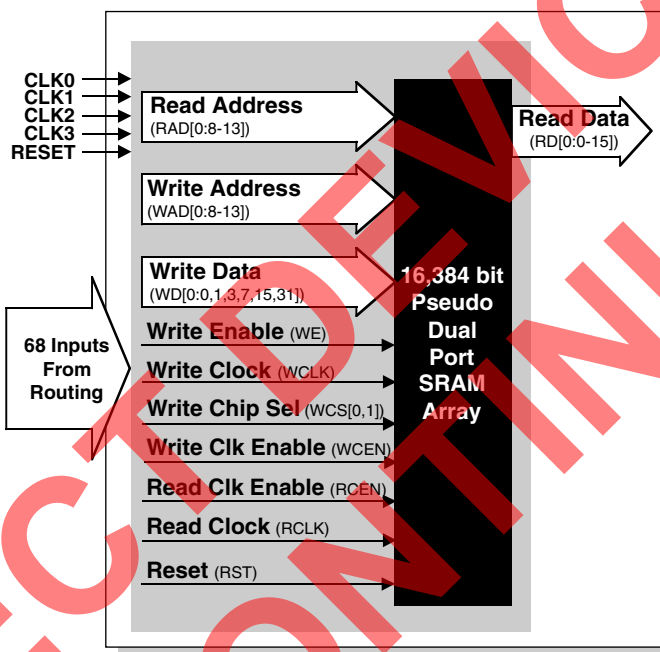 CLK0
CLK1
CLK2
CLK3
RESET
Read Address
(RAD[0:8-13])
Read Data
(RD[0:0-15])
Write Address
(WAD[0:8-13])
Write Data
(WD[0:0,1,3,7,15,31])
68 Inputs
From
Routing
Write Enable (WE)
Write Clock (WCLK)
Write Chip Sel (WCS[0,1])
Write Clk Enable (WCEN)
Read Clk Enable (RCEN)
Read Clock (RCLK)
Reset (RST)
16,384 bit
Pseudo
Dual
Port
SRAM
Array